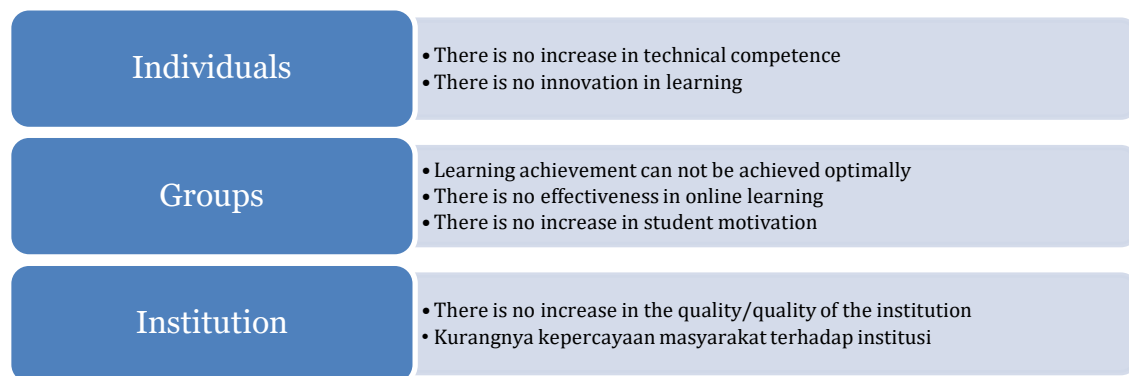 Individuals
• There is no increase in technical competence
• There is no innovation in learning
Groups
• Learning achievement can not be achieved optimally
• There is no effectiveness in online learning
• There is no increase in student motivation
Institution
• There is no increase in the quality/quality of the institution
• Kurangnya kepercayaan masyarakat terhadap institusi